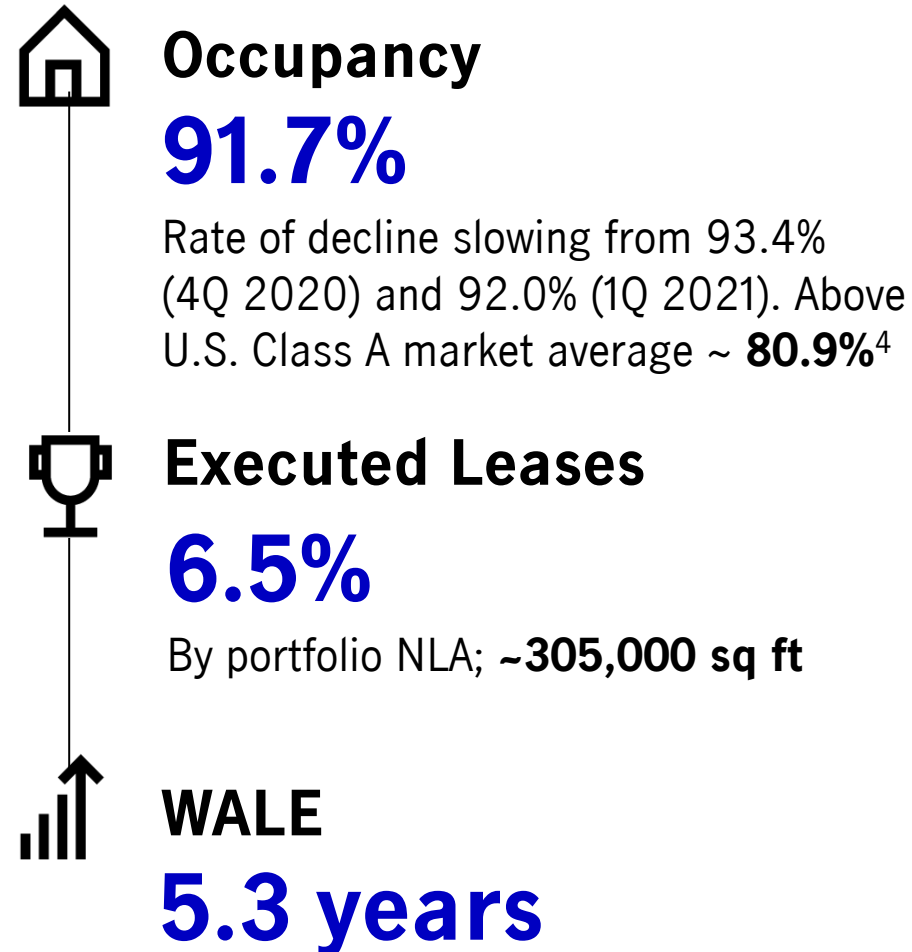 Occupancy
91.7%
Rate of decline slowing from 93.4%
(4Q 2020) and 92.0% (1Q 2021). Above
U.S. Class A market average ~ 80.9%⁴
Executed Leases
6.5%
By portfolio NLA; ~305,000 sq ft
WALE
5.3 years